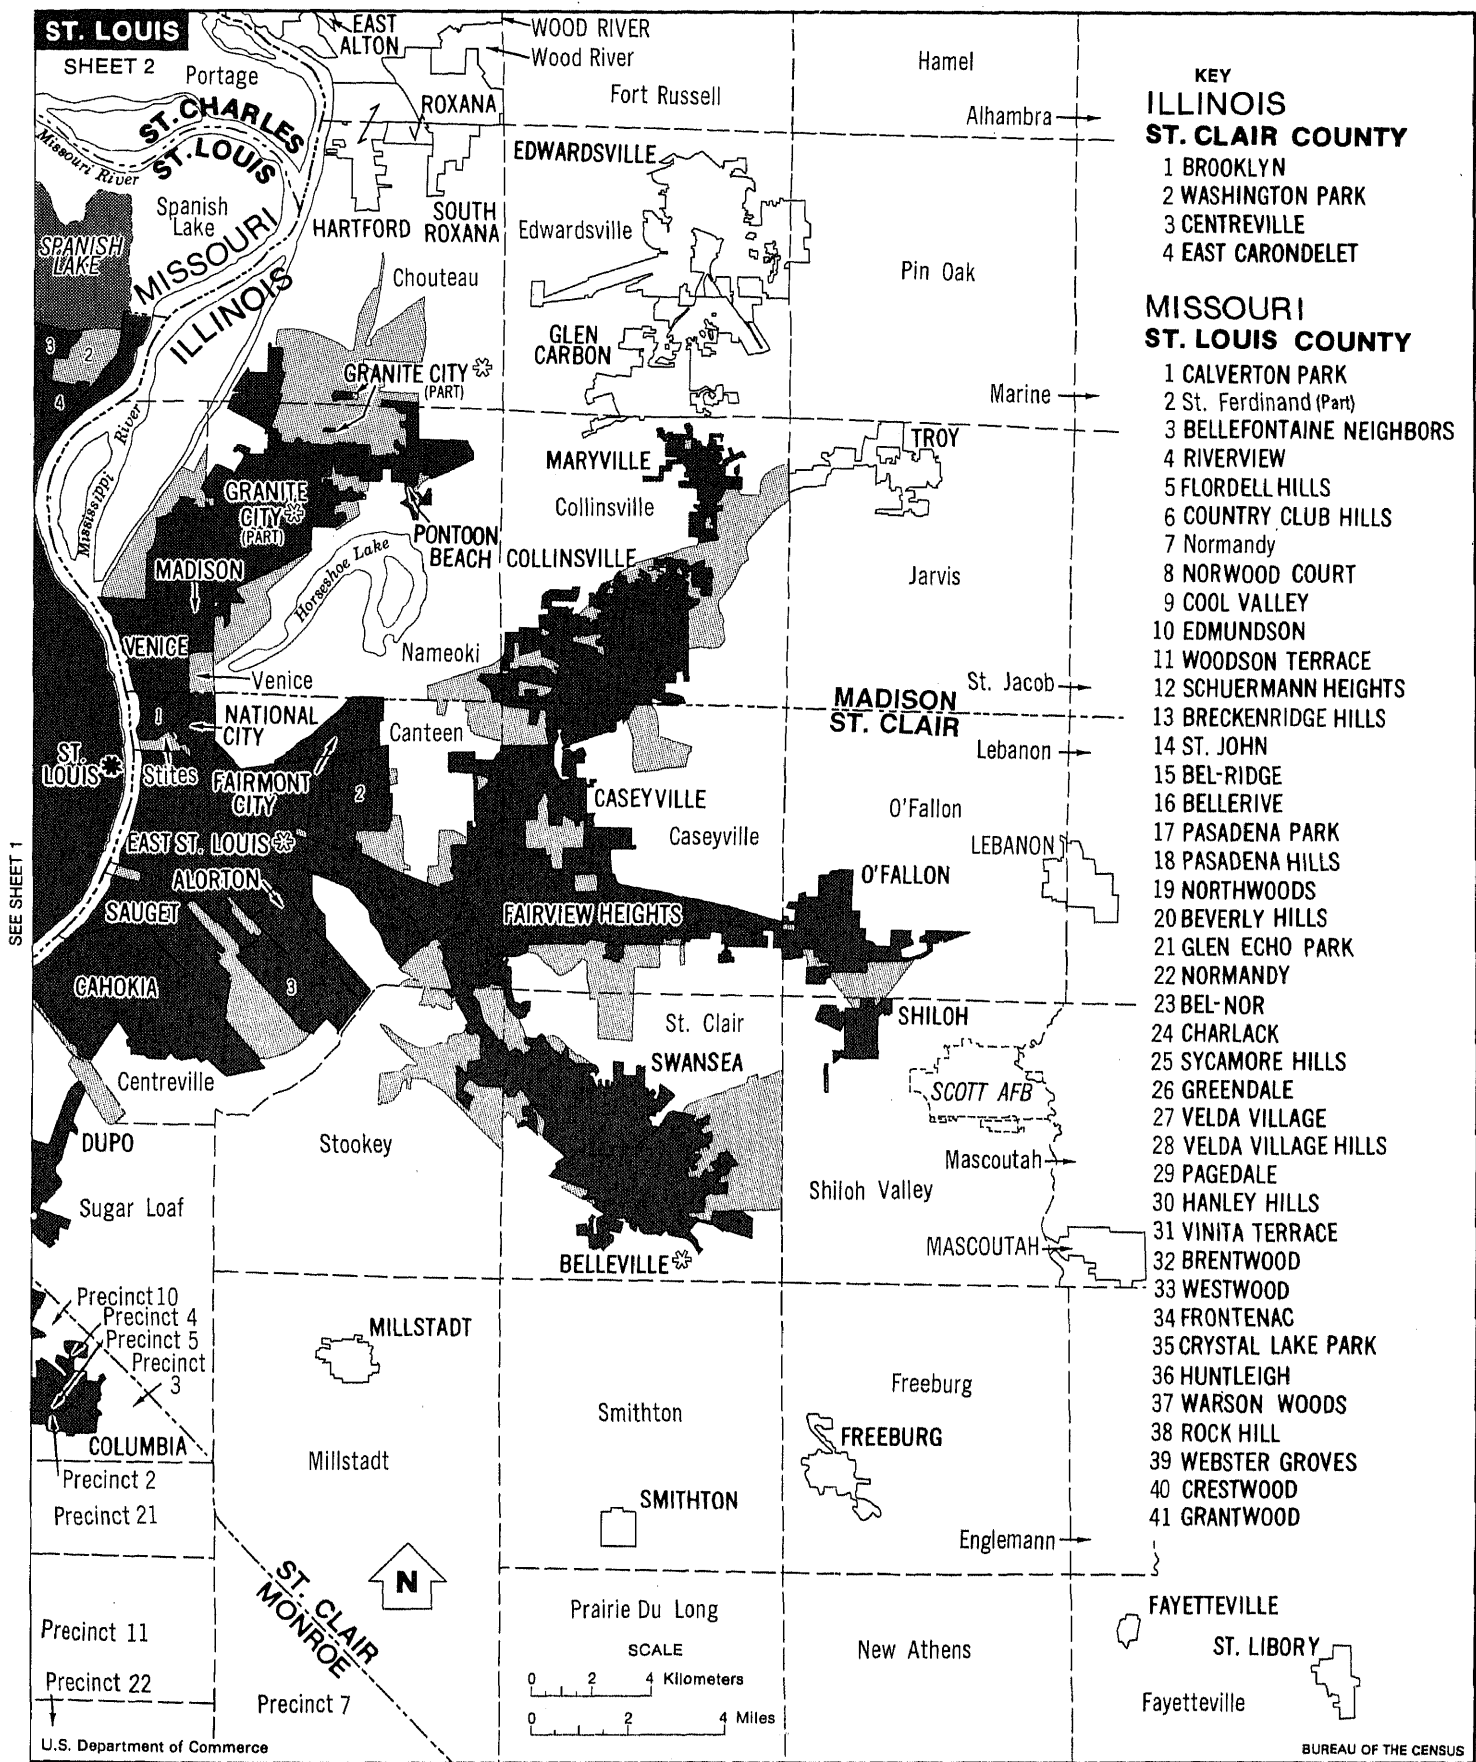 ST. LOUIS
SHEET 2
EAST
ALTON
WOOD RIVER
Wood River
Portage
ROXANA
Fort Russell
Hamel
Alhambra
ST. CHARLES
ST. LOUIS
Missouri River
Spanish
Lake
SPANISH
LAKE
MISSOURI
ILLINOIS
HARTFORD
SOUTH
ROXANA
Chouteau
EDWARDSVILLE
Edwardsville
Pin Oak
GLEN
CARBON
GRANITE CITY
(PART)
Marine
3
2
4
Mississippi River
TROY
MARYVILLE
Collinsville
GRANITE
CITY
(PART)
PONTOON
BEACH
COLLINSVILLE
Horseshoe Lake
MADISON
Jarvis
VENICE
Nameoki
Venice
St. Jacob
MADISON
ST. CLAIR
1
NATIONAL
CITY
Canteen
Lebanon
ST.
LOUIS
Stites
FAIRMONT
CITY
2
CASEYVILLE
Caseyville
O'Fallon
LEBANON
EAST ST. LOUIS
ALORTON
O'FALLON
SAUGET
FAIRVIEW HEIGHTS
CAHOKIA
3
St. Clair
SHILOH
SWANSEA
SCOTT AFB
Centreville
DUPO
Stookey
Mascoutah
Shiloh Valley
Sugar Loaf
MASCOUTAH
BELLEVILLE
Precinct 10
Precinct 4
Precinct 5
Precinct
3
MILLSTADT
Freeburg
Smithton
FREEBURG
COLUMBIA
Millstadt
Precinct 2
SMITHTON
Precinct 21
Englemann
N
ST. CLAIR
MONROE
Prairie Du Long
Precinct 11
New Athens
FAYETTEVILLE
ST. LIBORY
Precinct 22
Precinct 7
Fayetteville
SCALE
0 2 4 Kilometers
0 2 4 Miles
SEE SHEET 1
KEY
ILLINOIS
ST. CLAIR COUNTY
1 BROOKLYN
2 WASHINGTON PARK
3 CENTREVILLE
4 EAST CARONDELET
MISSOURI
ST. LOUIS COUNTY
1 CALVERTON PARK
2 St. Ferdinand (Part)
3 BELLEFONTAINE NEIGHBORS
4 RIVERVIEW
5 FLORDELL HILLS
6 COUNTRY CLUB HILLS
7 Normandy
8 NORWOOD COURT
9 COOL VALLEY
10 EDMUNDSON
11 WOODSON TERRACE
12 SCHUERMANN HEIGHTS
13 BRECKENRIDGE HILLS
14 ST. JOHN
15 BEL-RIDGE
16 BELLERIVE
17 PASADENA PARK
18 PASADENA HILLS
19 NORTHWOODS
20 BEVERLY HILLS
21 GLEN ECHO PARK
22 NORMANDY
23 BEL-NOR
24 CHARLACK
25 SYCAMORE HILLS
26 GREENDALE
27 VELDA VILLAGE
28 VELDA VILLAGE HILLS
29 PAGEDALE
30 HANLEY HILLS
31 VINITA TERRACE
32 BRENTWOOD
33 WESTWOOD
34 FRONTENAC
35 CRYSTAL LAKE PARK
36 HUNTLEIGH
37 WARSON WOODS
38 ROCK HILL
39 WEBSTER GROVES
40 CRESTWOOD
41 GRANTWOOD
U.S. Department of Commerce
BUREAU OF THE CENSUS